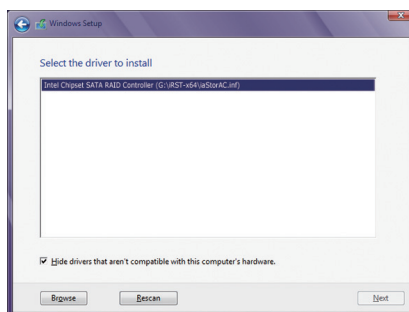 Windows Setup
Select the driver to install
Intel Chipset SATA RAID Controller (G:\iRST-x64\iaStorAC.inf)
Hide drivers that aren't compatible with this computer's hardware.
Browse
Rescan
Next